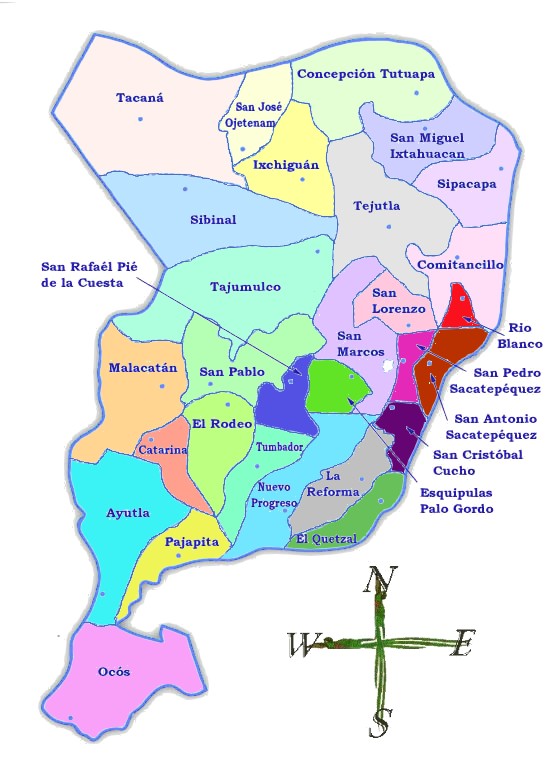 Concepción Tutuapa
Tacaná
San José
Ojetenam
San Miguel
Ixtahuacan
Ixchiguán
Sipacapa
Tejutla
Sibinal
San Rafaél Pié
de la Cuesta
Comitancillo
Tajumulco
San
Lorenzo
Rio
Blanco
San
Marcos
Malacatán
San Pablo
San Pedro
Sacatepéquez
San Antonio
Sacatepéquez
El Rodeo
Catarina
Tumbador
San Cristóbal
Cucho
La
Reforma
Nuevo
Progreso
Esquipulas
Palo Gordo
Ayutla
Pajapita
El Quetzal
N
W
E
S
Ocós